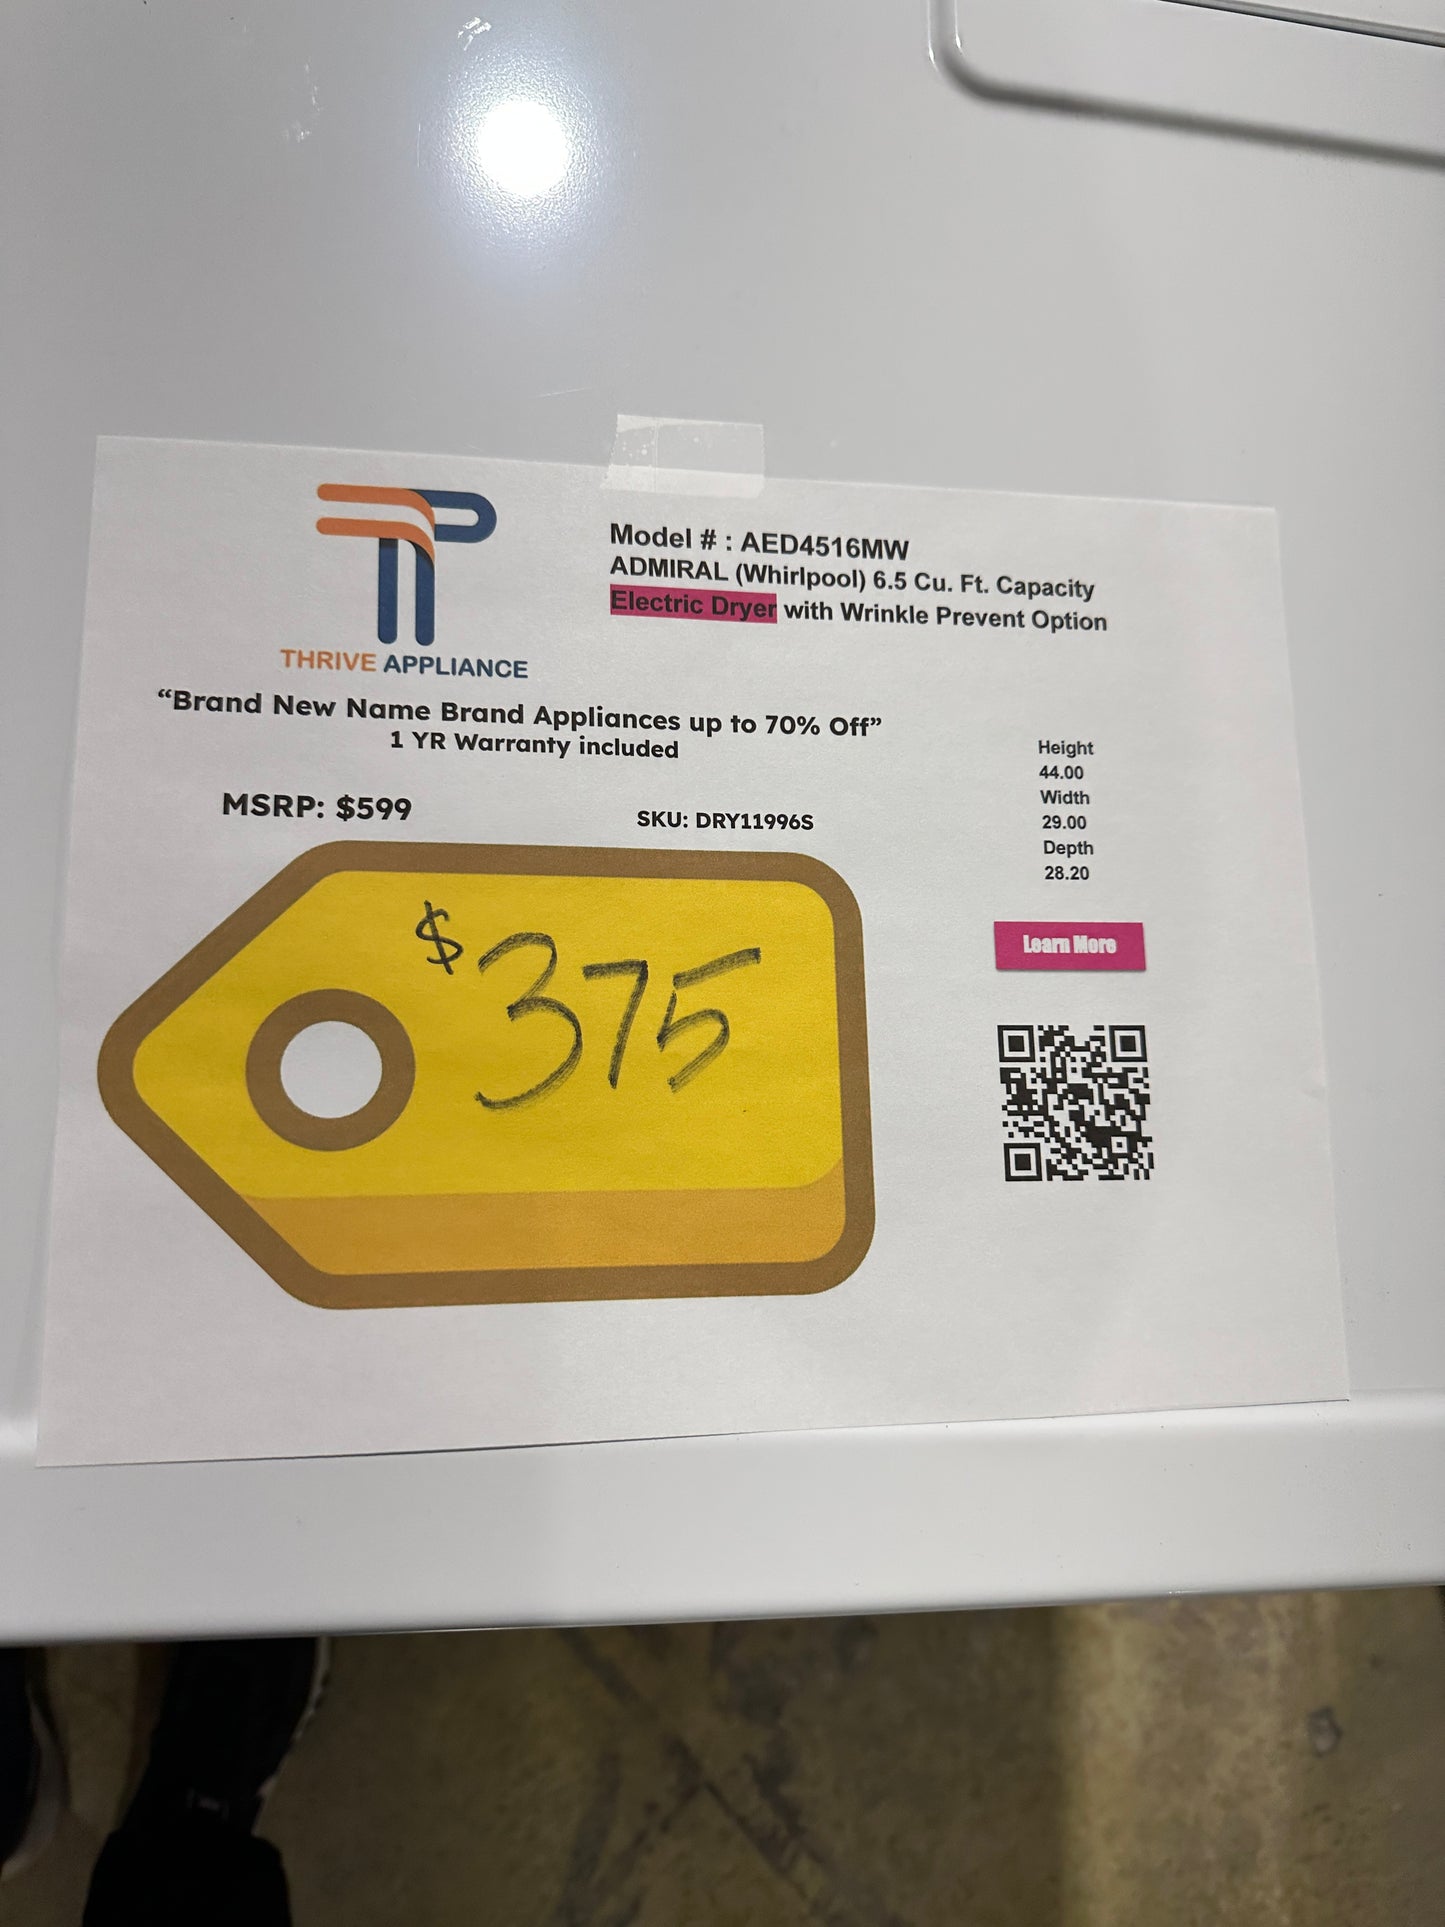 Model # : AED4516MW
ADMIRAL (Whirlpool) 6.5 Cu. Ft. Capacity
Electric Dryer with Wrinkle Prevent Option
THRIVE APPLIANCE
“Brand New Name Brand Appliances up to 70% Off”
1 YR Warranty included
MSRP: $599
SKU: DRY11996S
Height
44.00
Width
29.00
Depth
28.20
$375
Learn More